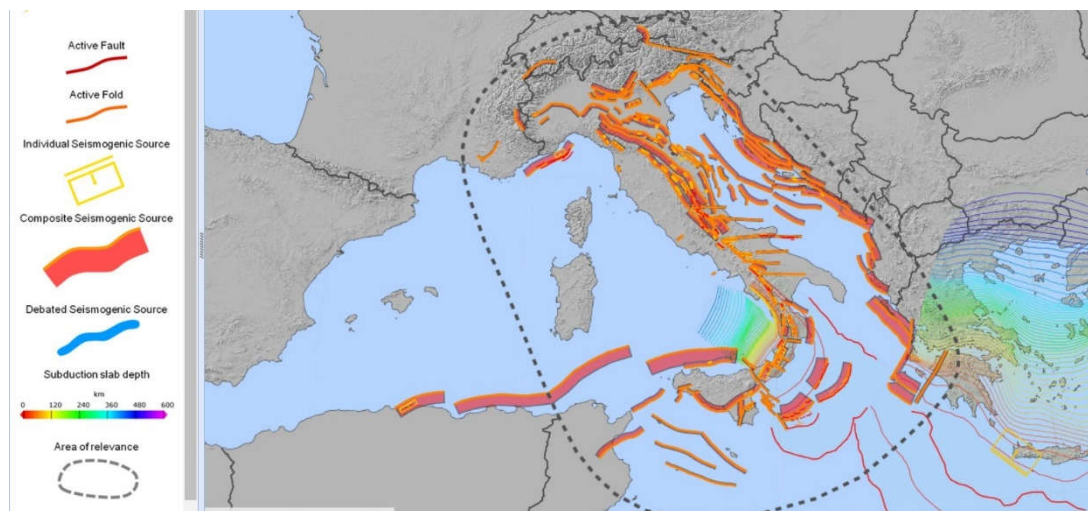 Active Fault
Active Fold
Individual Seismogenic Source
Composite Seismogenic Source
Debated Seismogenic Source
Subduction slab depth
km
0 120 240 360 480 600
Area of relevance